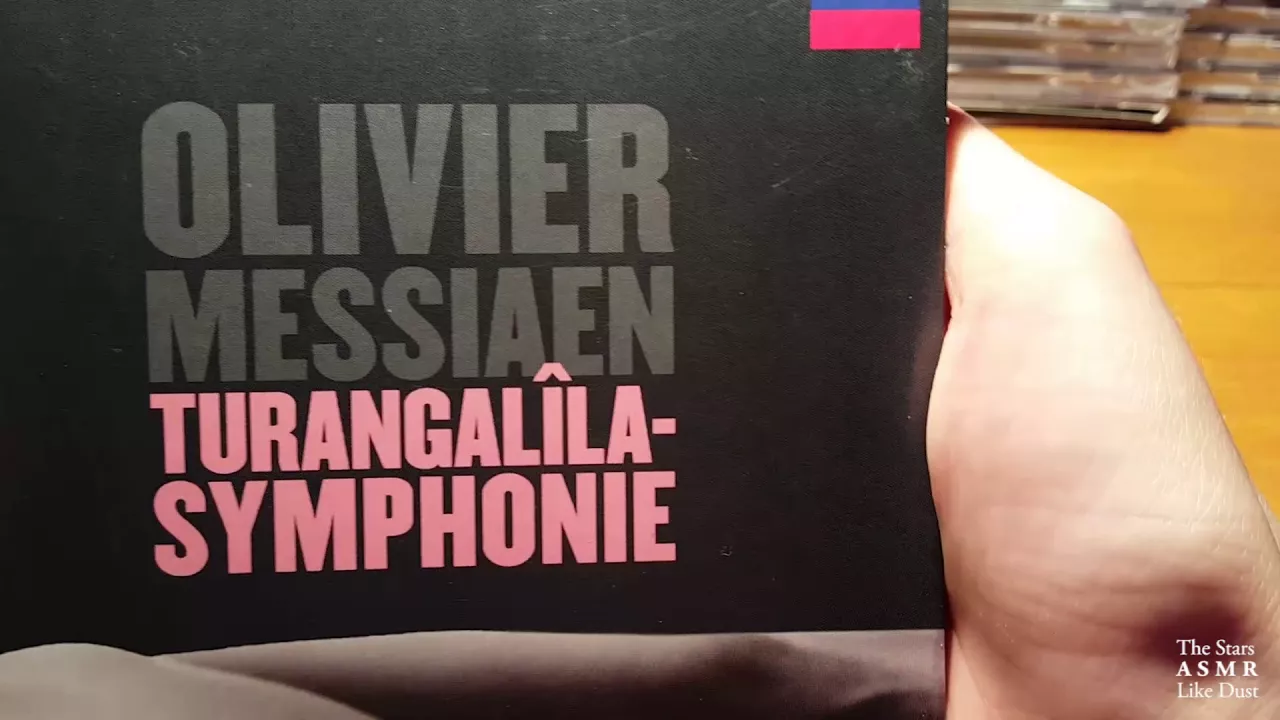 OLIVIER
MESSIAEN
TURANGALÎLA-
SYMPHONIE
The Stars
ASMR
Like Dust